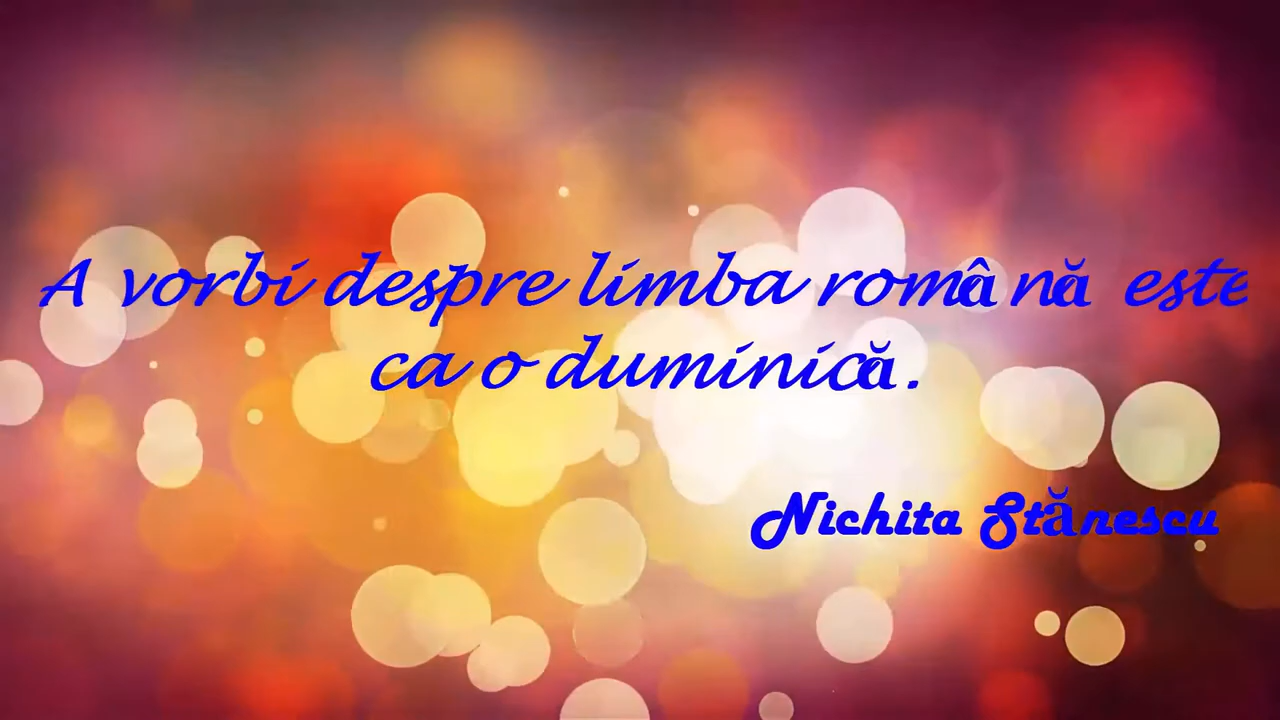 A vorbi despre limba română este
ca o duminică.
Nichita Stănescu